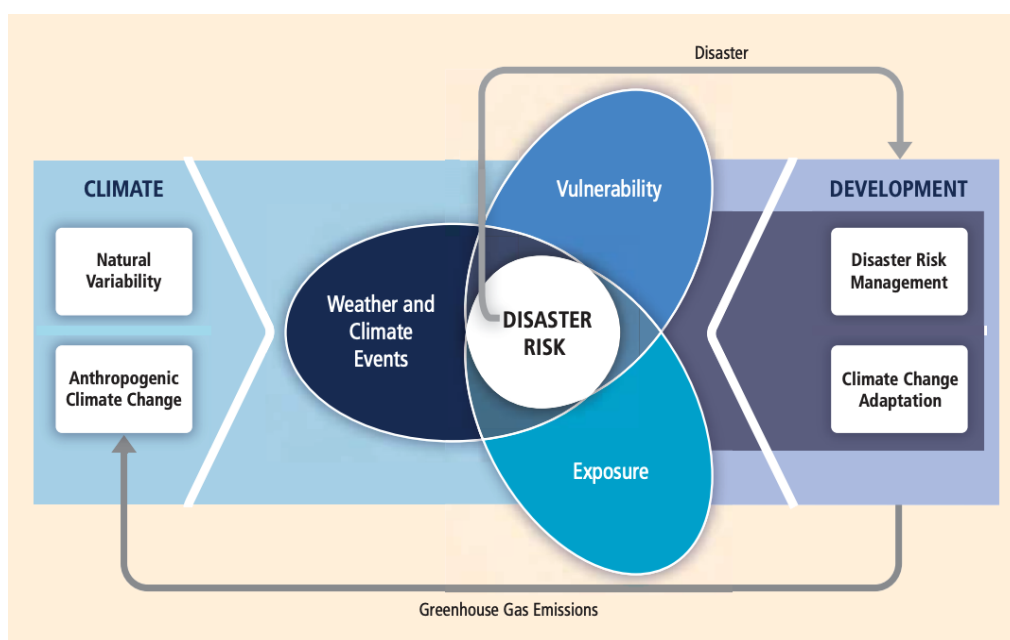 Disaster
CLIMATE
Natural
Variability
Anthropogenic
Climate Change
Weather and
Climate
Events
Vulnerability
DISASTER
RISK
Exposure
DEVELOPMENT
Disaster Risk
Management
Climate Change
Adaptation
Greenhouse Gas Emissions